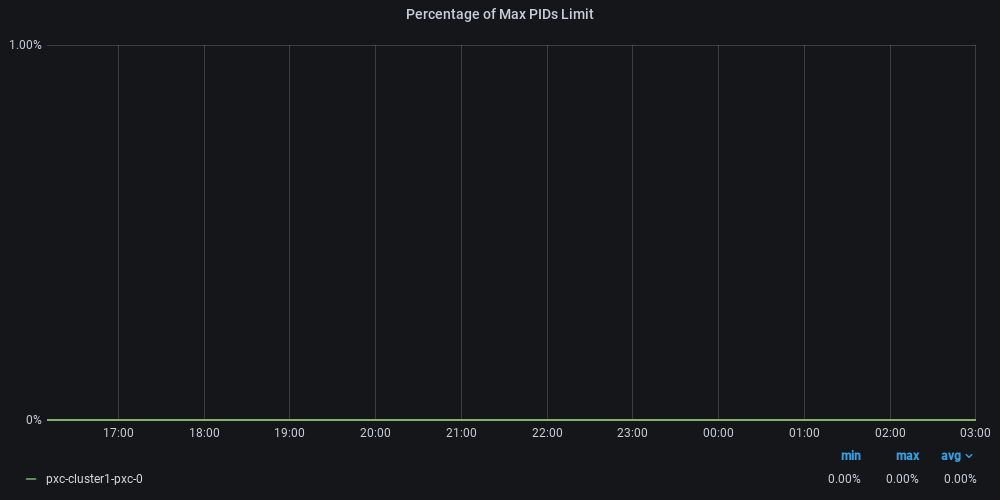 Percentage of Max PIDs Limit
1.00%
0%
17:00 18:00 19:00 20:00 21:00 22:00 23:00 00:00 01:00 02:00 03:00
min max avg
pxc-cluster1-pxc-0 0.00% 0.00% 0.00%